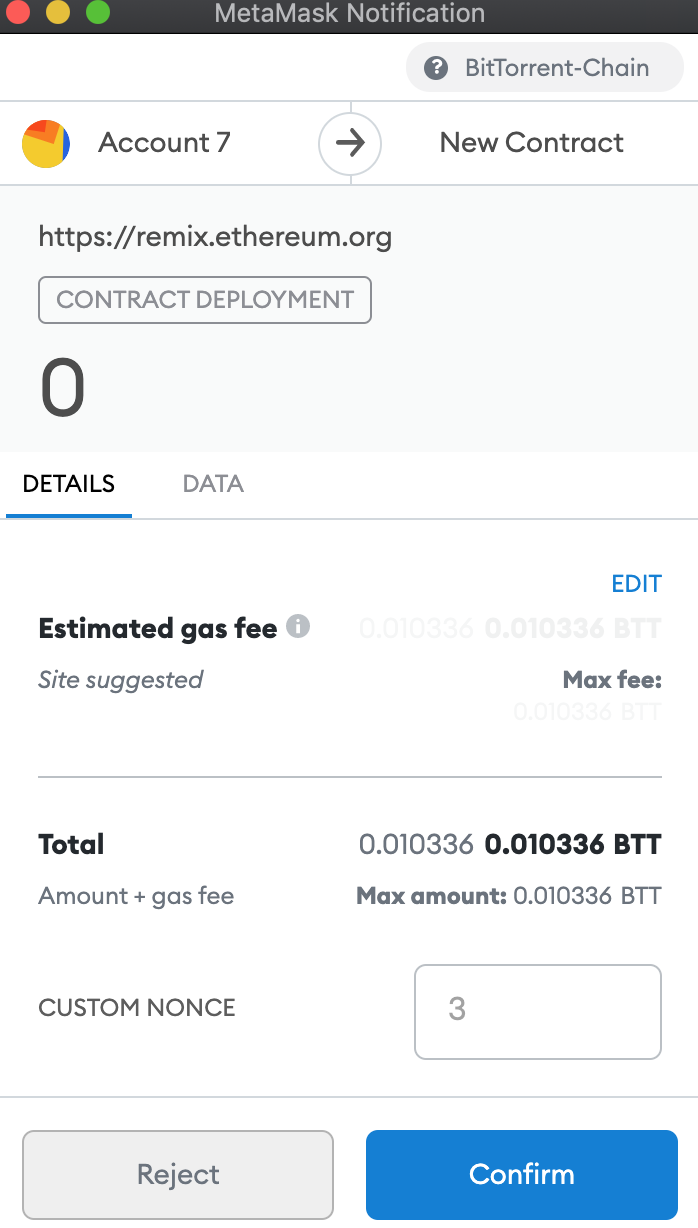 MetaMask Notification
? BitTorrent-Chain
Account 7 New Contract
https://remix.ethereum.org
CONTRACT DEPLOYMENT
0
DETAILS DATA
EDIT
Estimated gas fee i 0.010336 0.010336 BTT
Site suggested Max fee:
0.010336 BTT
Total 0.010336 0.010336 BTT
Amount + gas fee Max amount: 0.010336 BTT
CUSTOM NONCE 3
Reject Confirm